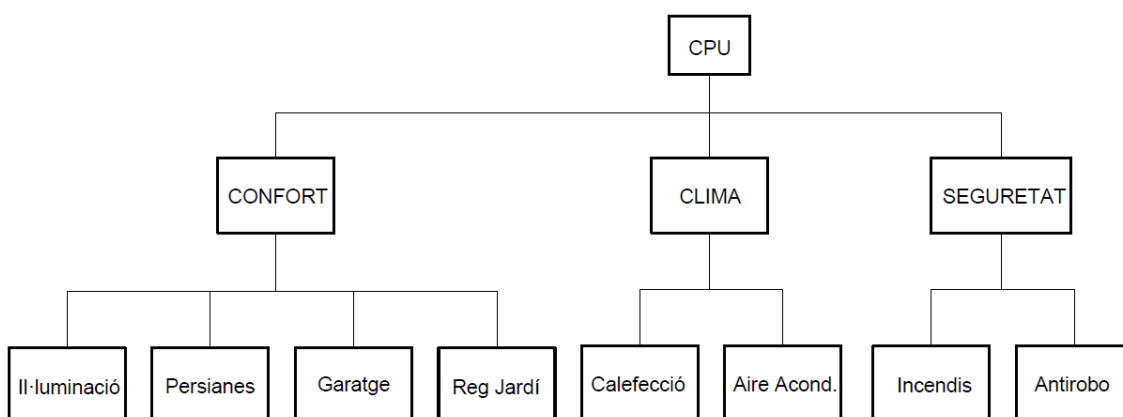 CPU
CONFORT
CLIMA
SEGURETAT
Il·luminació
Persianes
Garatge
Reg Jardí
Calefecció
Aire Acond.
Incendis
Antirobo